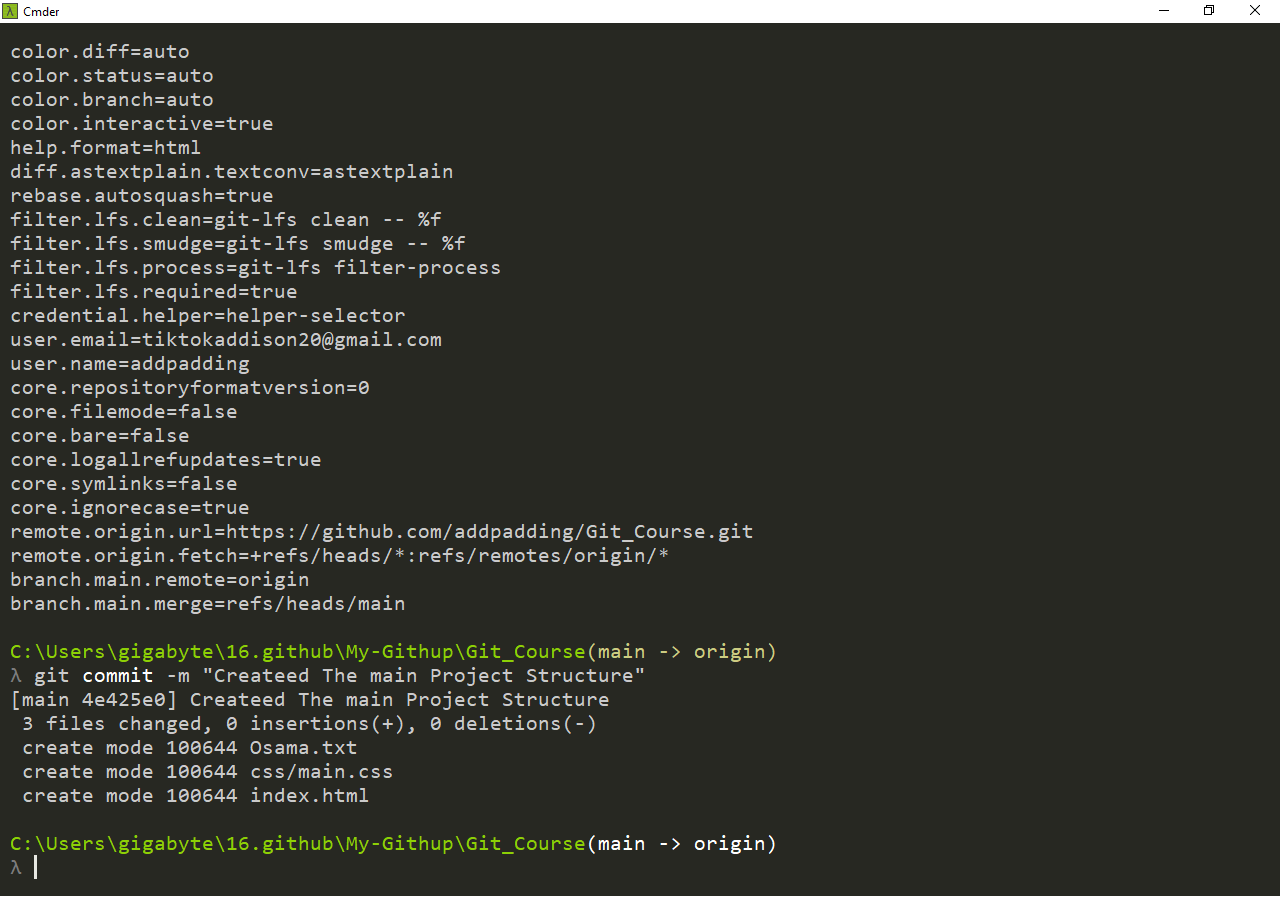 λ Cmder
color.diff=auto
color.status=auto
color.branch=auto
color.interactive=true
help.format=html
diff.astextplain.textconv=astextplain
rebase.autosquash=true
filter.lfs.clean=git-lfs clean -- %f
filter.lfs.smudge=git-lfs smudge -- %f
filter.lfs.process=git-lfs filter-process
filter.lfs.required=true
credential.helper=helper-selector
user.email=tiktokaddison20@gmail.com
user.name=addpadding
core.repositoryformatversion=0
core.filemode=false
core.bare=false
core.logallrefupdates=true
core.symlinks=false
core.ignorecase=true
remote.origin.url=https://github.com/addpadding/Git_Course.git
remote.origin.fetch=+refs/heads/*:refs/remotes/origin/*
branch.main.remote=origin
branch.main.merge=refs/heads/main
C:\Users\gigabyte\16.github\My-Githup\Git_Course(main -> origin)
λ git commit -m "Createed The main Project Structure"
[main 4e425e0] Createed The main Project Structure
3 files changed, 0 insertions(+), 0 deletions(-)
create mode 100644 Osama.txt
create mode 100644 css/main.css
create mode 100644 index.html
C:\Users\gigabyte\16.github\My-Githup\Git_Course(main -> origin)
λ